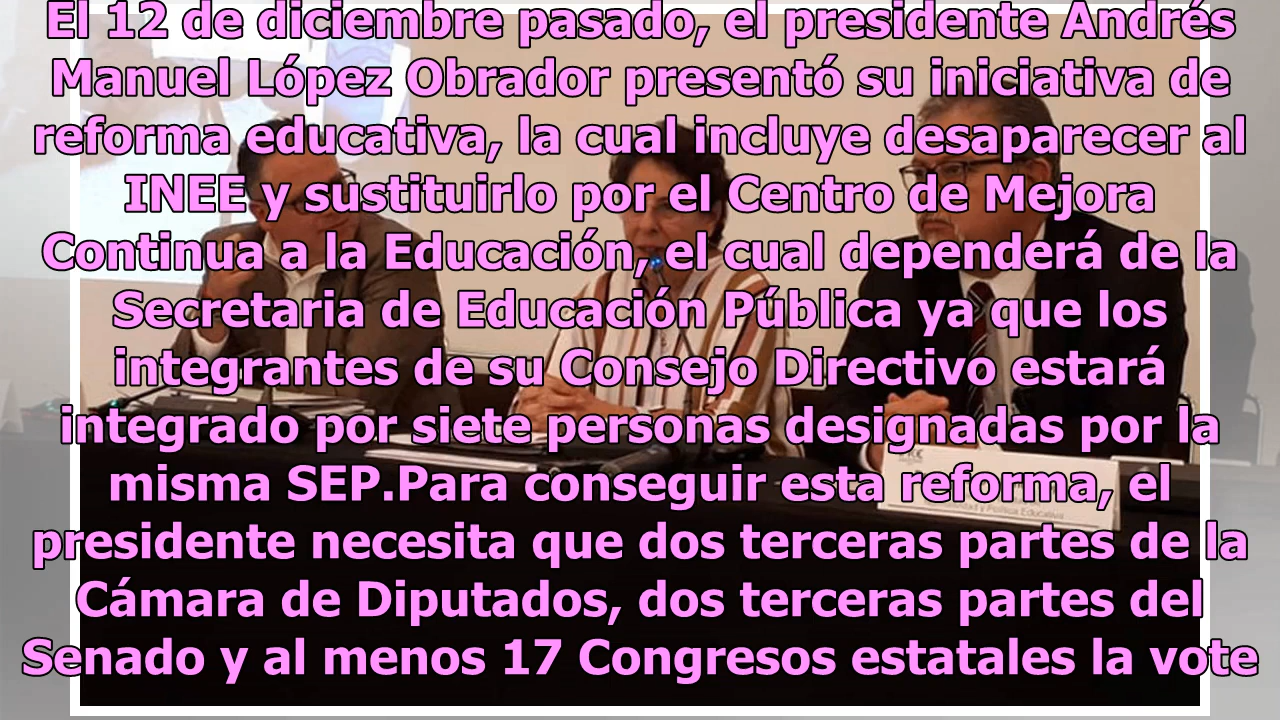 El 12 de diciembre pasado, el presidente Andrés
Manuel López Obrador presentó su iniciativa de
reforma educativa, la cual incluye desaparecer al
INEE y sustituirlo por el Centro de Mejora
Continua a la Educación, el cual dependerá de la
Secretaria de Educación Pública ya que los
integrantes de su Consejo Directivo estará
integrado por siete personas designadas por la
misma SEP.Para conseguir esta reforma, el
presidente necesita que dos terceras partes de la
Cámara de Diputados, dos terceras partes del
Senado y al menos 17 Congresos estatales la vote
y Política Educativa